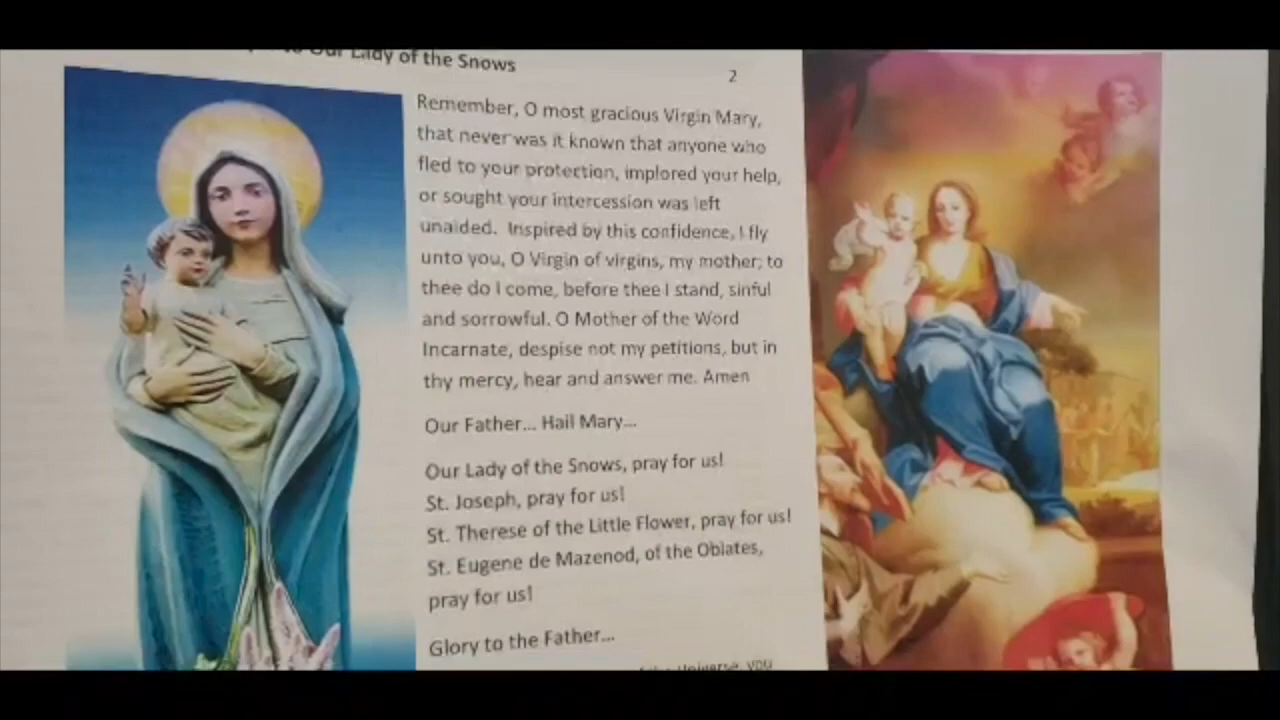 Our Lady of the Snows
2
Remember, O most gracious Virgin Mary,
that never was it known that anyone who
fled to your protection, implored your help,
or sought your intercession was left
unaided. Inspired by this confidence, I fly
unto you, O Virgin of virgins, my mother; to
thee do I come, before thee I stand, sinful
and sorrowful. O Mother of the Word
Incarnate, despise not my petitions, but in
thy mercy, hear and answer me. Amen
Our Father... Hail Mary...
Our Lady of the Snows, pray for us!
St. Joseph, pray for us!
St. Therese of the Little Flower, pray for us!
St. Eugene de Mazenod, of the Oblates,
pray for us!
Glory to the Father...
Universe, you